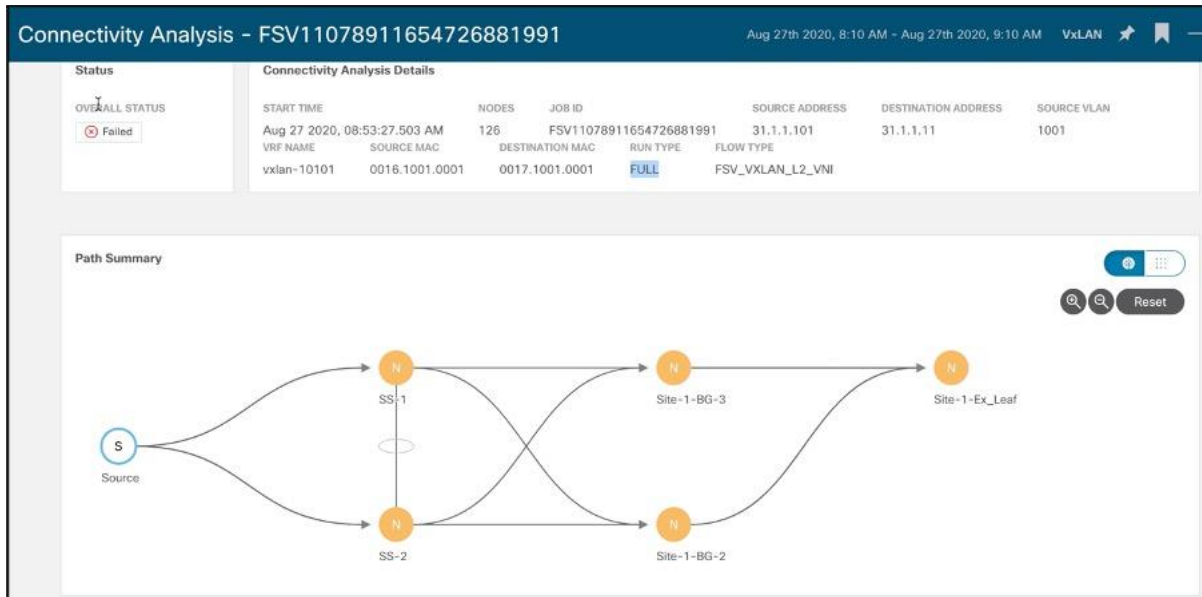 Connectivity Analysis - FSV11078911654726881991
Aug 27th 2020, 8:10 AM - Aug 27th 2020, 9:10 AM VxLAN
Status
OVERALL STATUS
Failed
Connectivity Analysis Details
START TIME NODES JOB ID SOURCE ADDRESS DESTINATION ADDRESS SOURCE VLAN
Aug 27 2020, 08:53:27.503 AM 126 FSV11078911654726881991 31.1.1.101 31.1.1.11 1001
VRF NAME SOURCE MAC DESTINATION MAC RUN TYPE FLOW TYPE
vxlan-10101 0016.1001.0001 0017.1001.0001 FULL FSV_VXLAN_L2_VNI
Path Summary
Reset
N N N
SS-1 Site-1-BG-3 Site-1-Ex_Leaf
S
Source
N N
SS-2 Site-1-BG-2